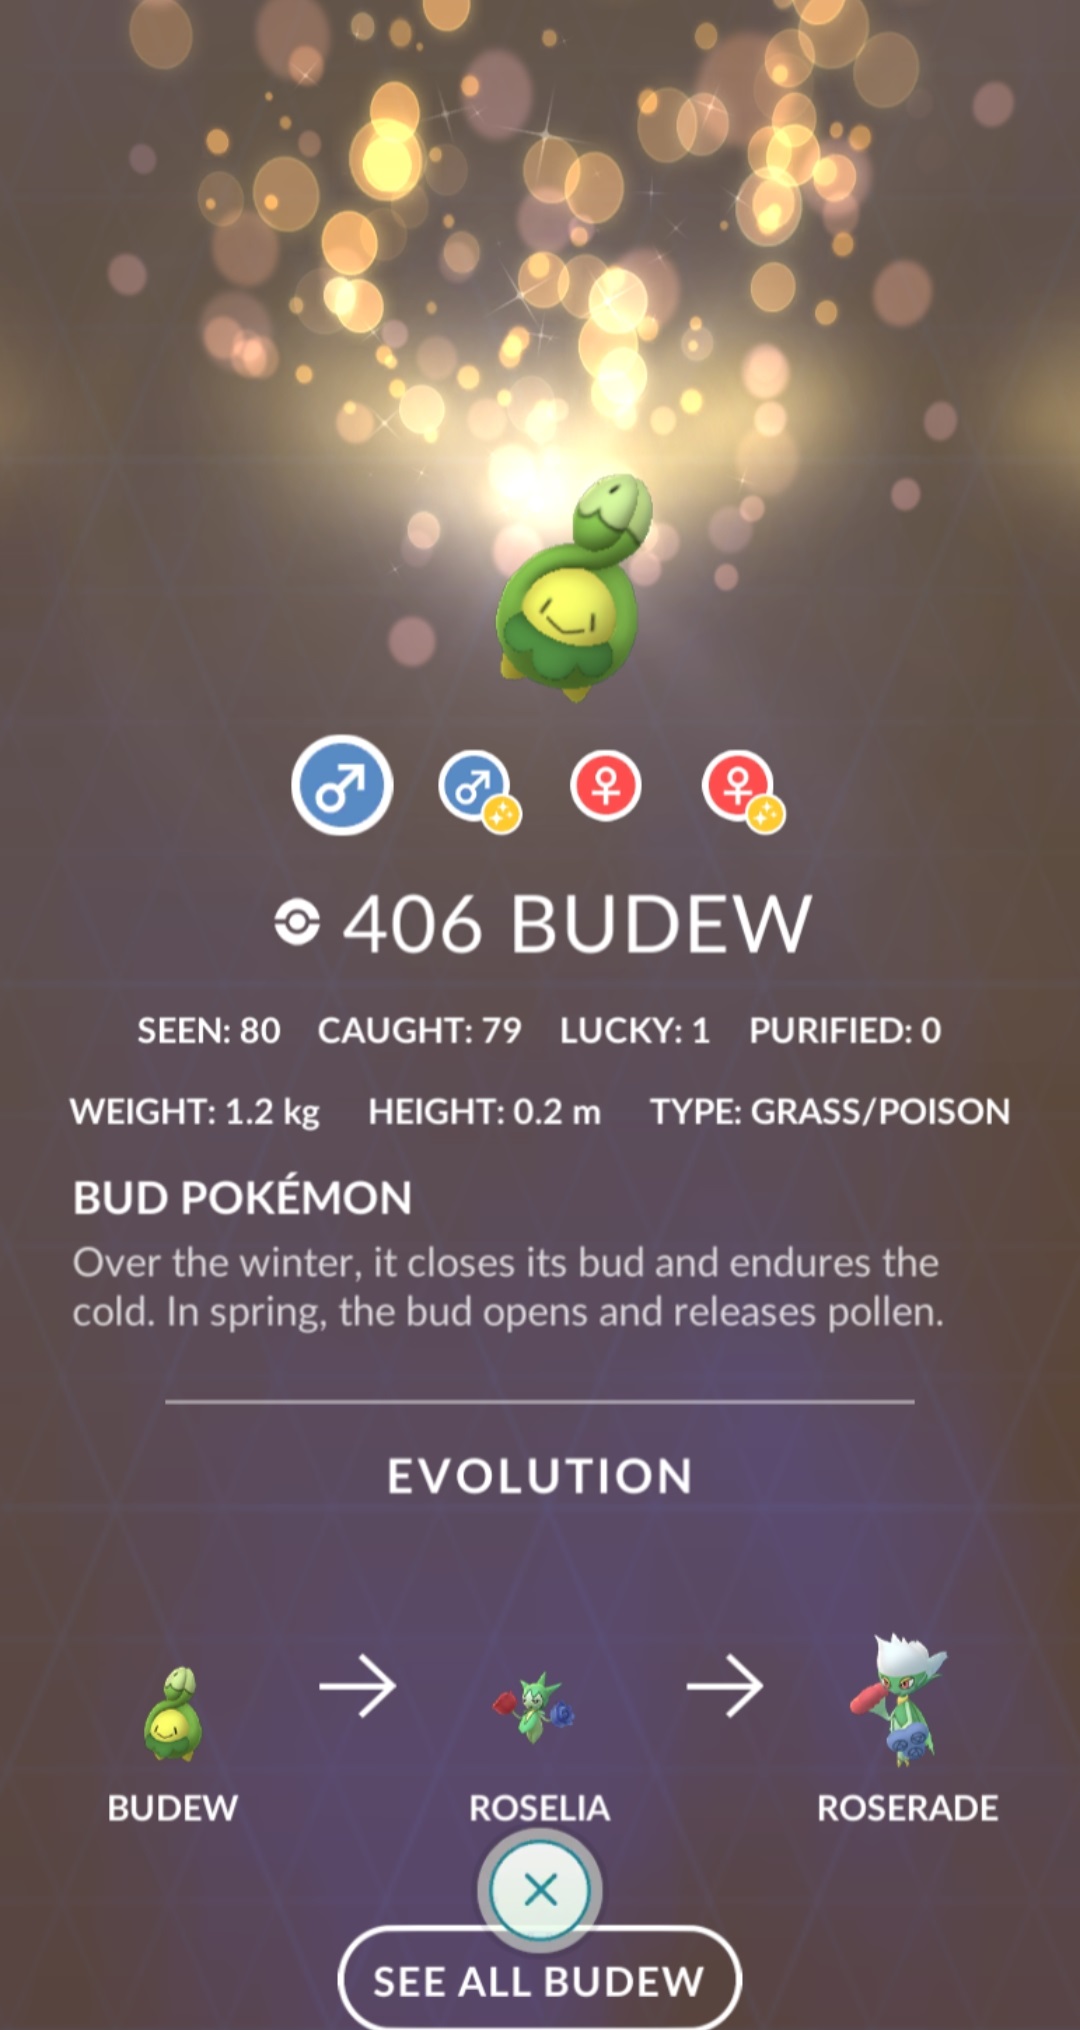 406 BUDEW
SEEN: 80 CAUGHT: 79 LUCKY: 1 PURIFIED: 0
WEIGHT: 1.2 kg HEIGHT: 0.2 m TYPE: GRASS/POISON
BUD POKÉMON
Over the winter, it closes its bud and endures the
cold. In spring, the bud opens and releases pollen.
EVOLUTION
BUDEW ROSELIA ROSERADE
SEE ALL BUDEW